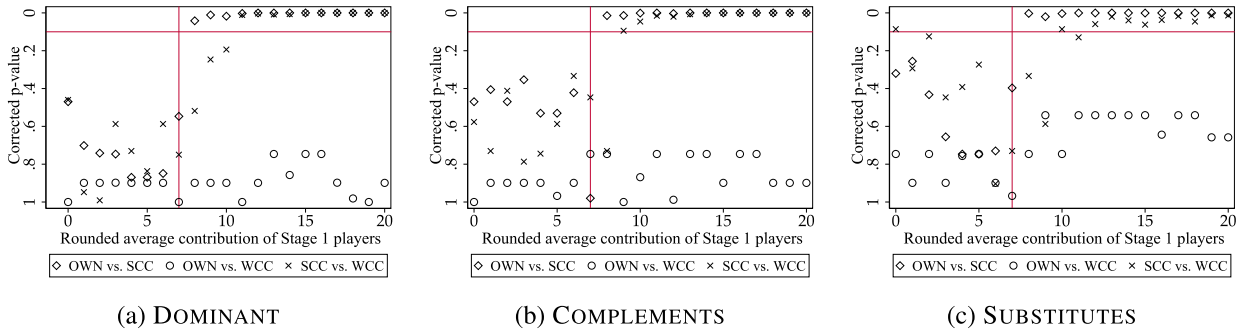 0
.2
.4
.6
.8
1
Corrected p-value
0 5 10 15 20
Rounded average contribution of Stage 1 players
OWN vs. SCC OWN vs. WCC SCC vs. WCC
(a) DOMINANT
0
.2
.4
.6
.8
1
Corrected p-value
0 5 10 15 20
Rounded average contribution of Stage 1 players
OWN vs. SCC OWN vs. WCC SCC vs. WCC
(b) COMPLEMENTS
0
.2
.4
.6
.8
1
Corrected p-value
0 5 10 15 20
Rounded average contribution of Stage 1 players
OWN vs. SCC OWN vs. WCC SCC vs. WCC
(c) SUBSTITUTES